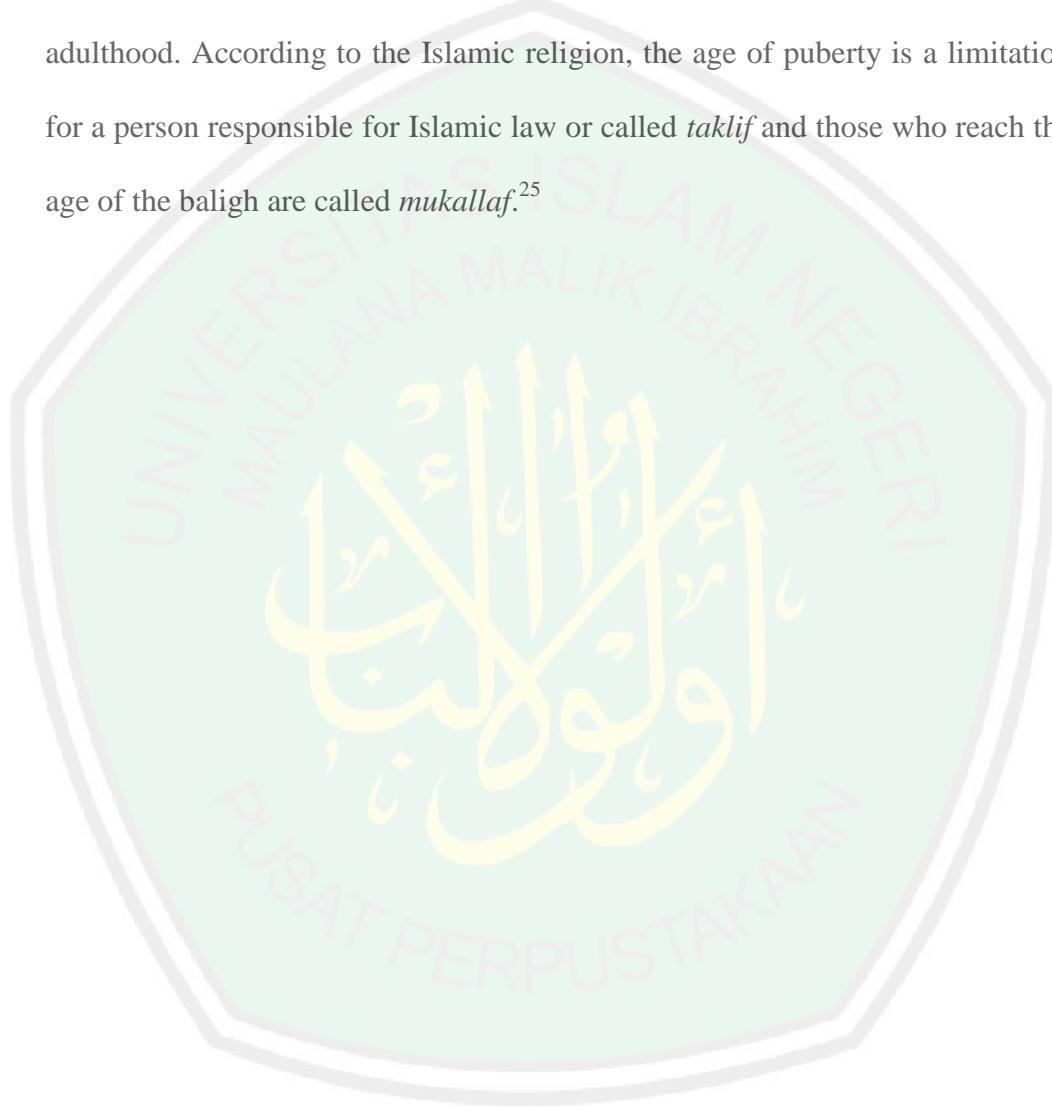 adulthood. According to the Islamic religion, the age of puberty is a limitatio
for a person responsible for Islamic law or called taklif and those who reach th
age of the baligh are called mukallaf.25
UNIVERSITAS ISLAM NEGERI
MAULANA MALIK IBRAHIM
أولوا الألباب
PUSAT PERPUSTAKAAN